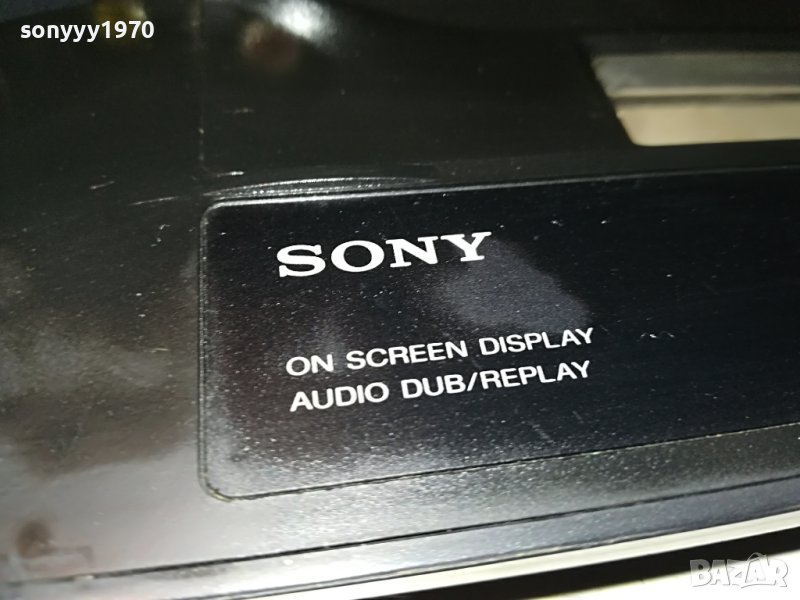 sonyyy1970
SONY
ON SCREEN DISPLAY
AUDIO DUB/REPLAY
BAZAR